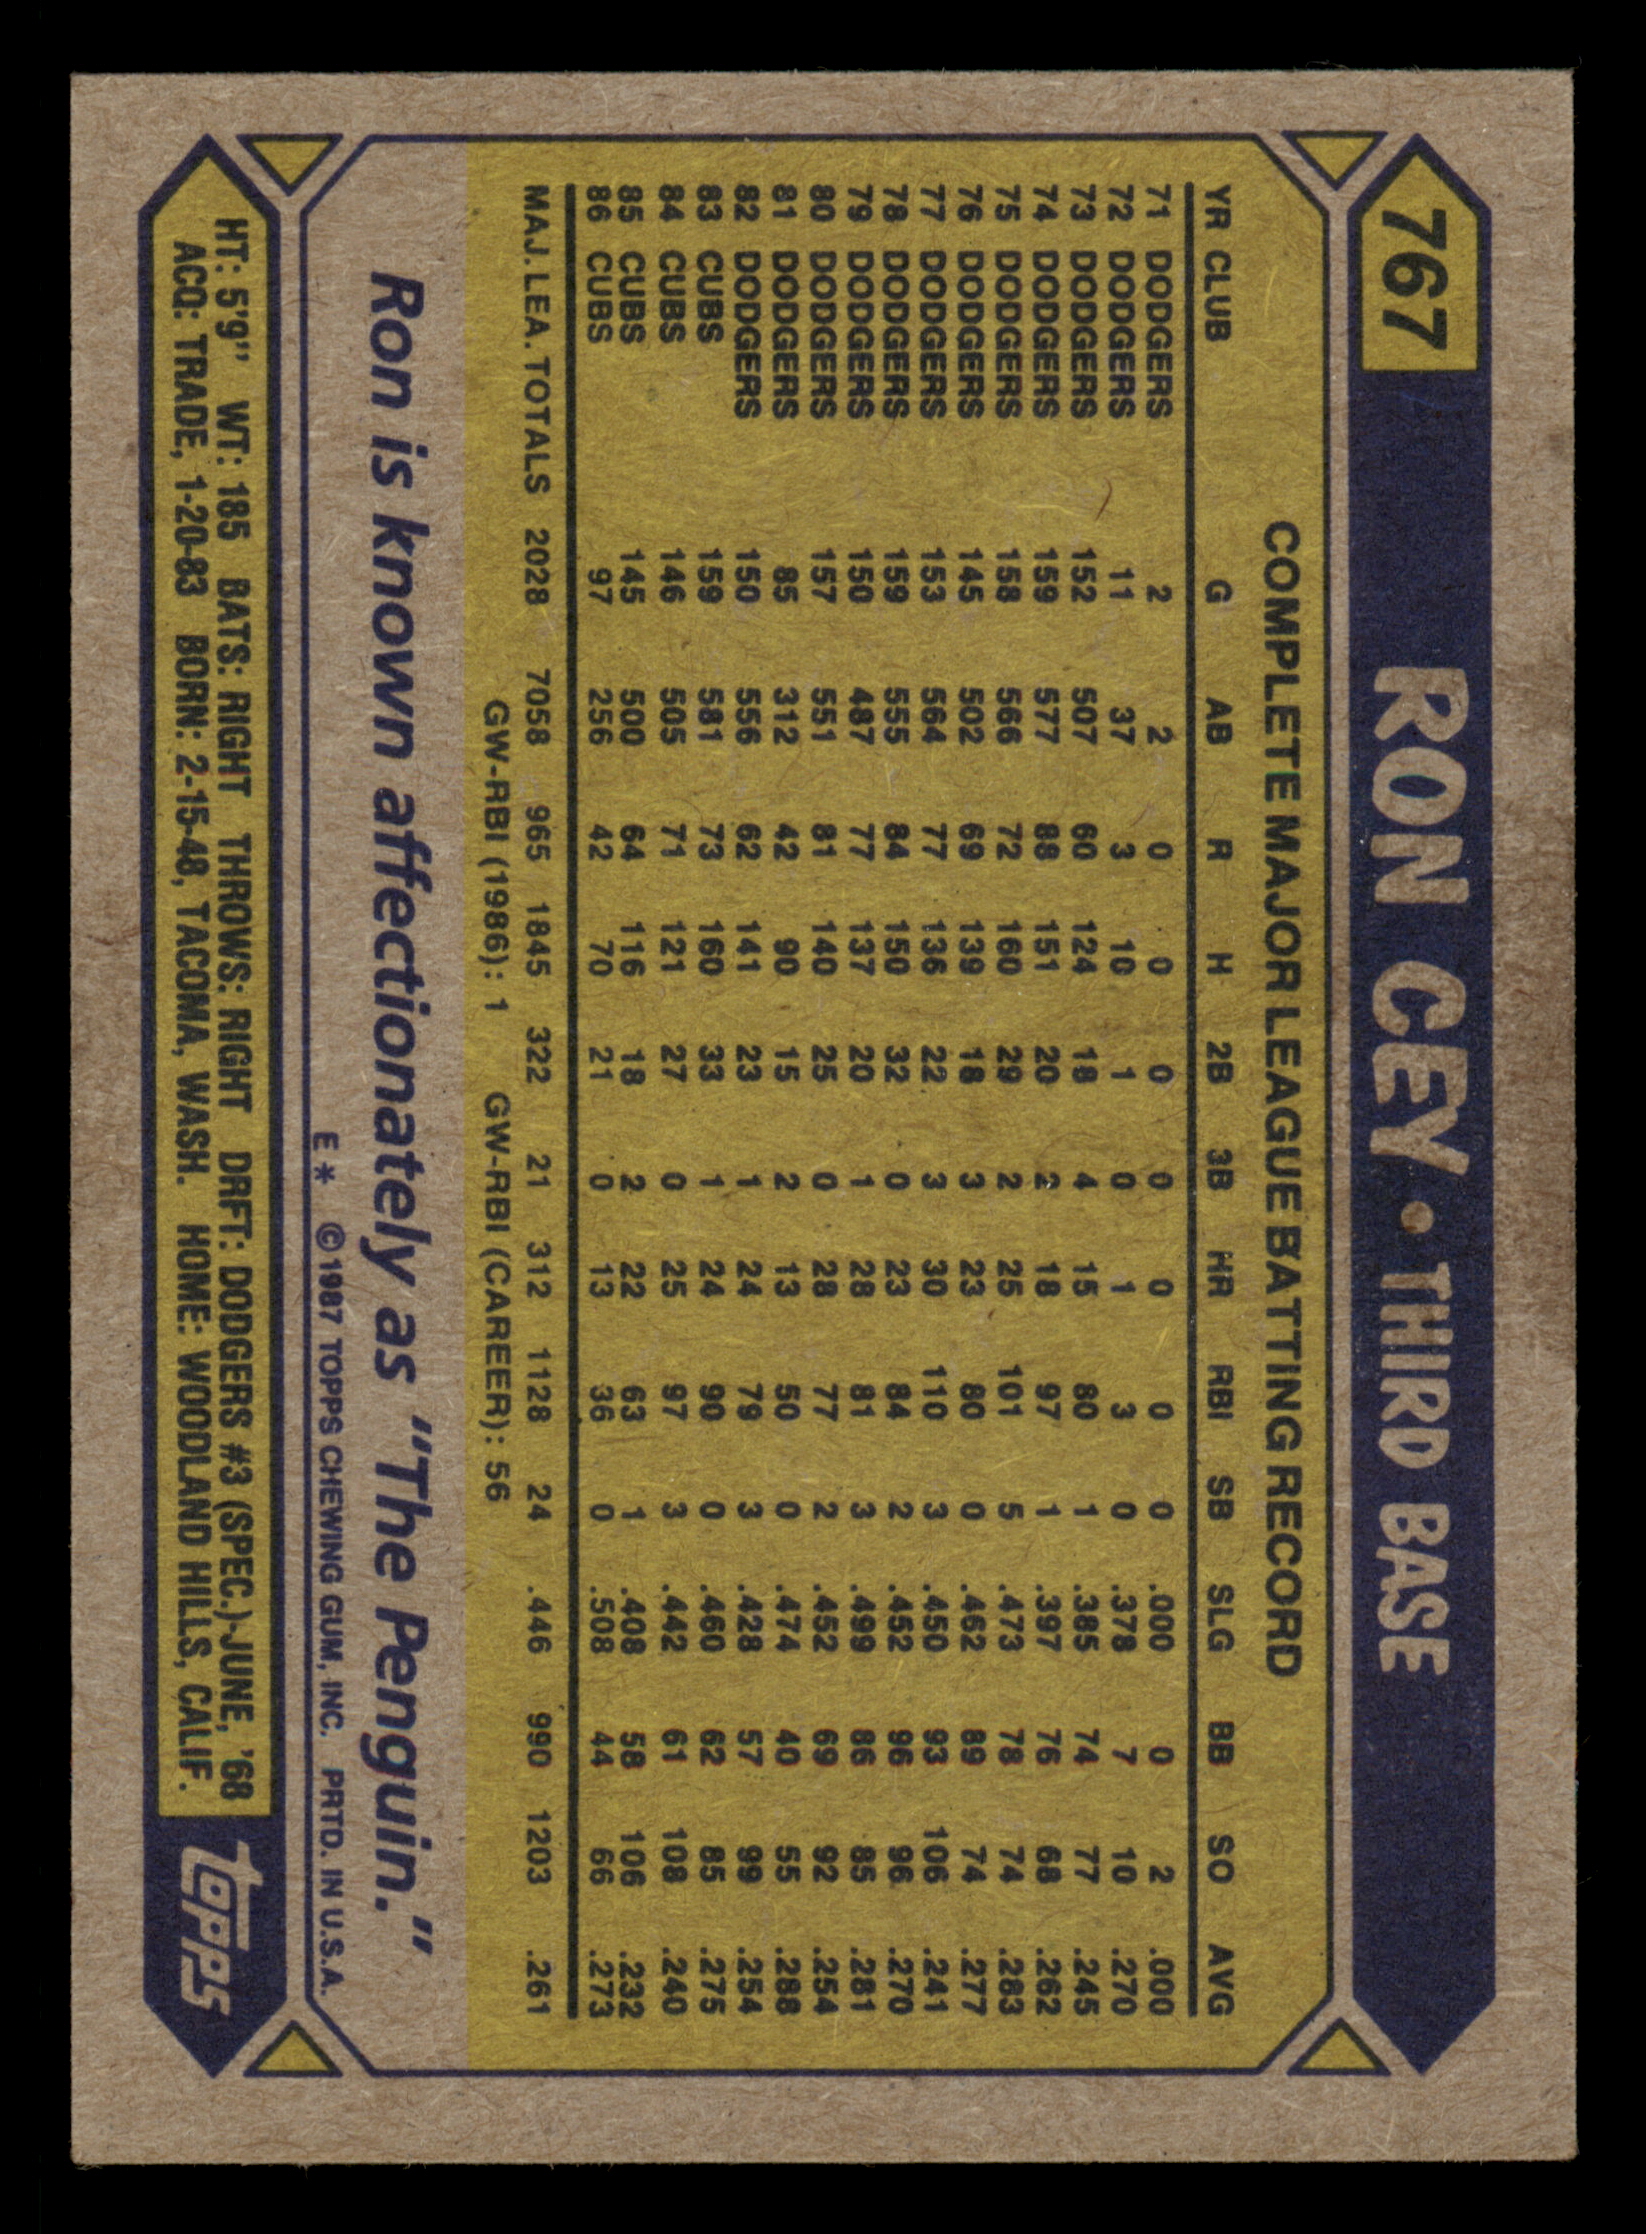 767 RON CEY • THIRD BASE
COMPLETE MAJOR LEAGUE BATTING RECORD
YR CLUB G AB R H 2B 3B HR RBI SB SLG BB SO AVG
71 DODGERS 2 2 0 0 0 0 0 0 0 .000 0 2 .000
72 DODGERS 11 37 3 10 1 0 1 3 0 .378 7 10 .270
73 DODGERS 152 507 60 124 18 4 15 80 1 .385 74 77 .245
74 DODGERS 159 577 88 151 20 2 18 97 1 .397 76 68 .262
75 DODGERS 158 566 72 160 29 2 25 101 5 .473 78 74 .283
76 DODGERS 145 502 69 139 18 3 23 80 0 .462 89 74 .277
77 DODGERS 153 564 77 136 22 3 30 110 3 .450 93 106 .241
78 DODGERS 159 555 84 150 32 0 23 84 2 .452 96 96 .270
79 DODGERS 150 487 77 137 20 1 28 81 3 .499 86 85 .281
80 DODGERS 157 551 81 140 25 0 28 77 2 .452 69 92 .254
81 DODGERS 85 312 42 90 15 2 13 50 0 .474 40 55 .288
82 DODGERS 150 556 62 141 23 1 24 79 3 .428 57 99 .254
83 CUBS 159 581 73 160 33 1 24 90 0 .460 62 85 .275
84 CUBS 146 505 71 121 27 0 25 97 3 .442 61 108 .240
85 CUBS 145 500 64 116 18 2 22 63 1 .408 58 106 .232
86 CUBS 97 256 42 70 21 0 13 36 0 .508 44 66 .273
MAJ. LEA. TOTALS 2028 7058 965 1845 322 21 312 1128 24 .446 990 1203 .261
GW-RBI (1986): 1 GW-RBI (CAREER): 56
Ron is known affectionately as "The Penguin."
E * © 1987 TOPPS CHEWING GUM, INC. PRTD. IN U.S.A.
HT: 5'9" WT: 185 BATS: RIGHT THROWS: RIGHT DRFT: DODGERS #3 (SPEC.)-JUNE, '68
ACQ: TRADE, 1-20-83 BORN: 2-15-48, TACOMA, WASH. HOME: WOODLAND HILLS, CALIF.
topps